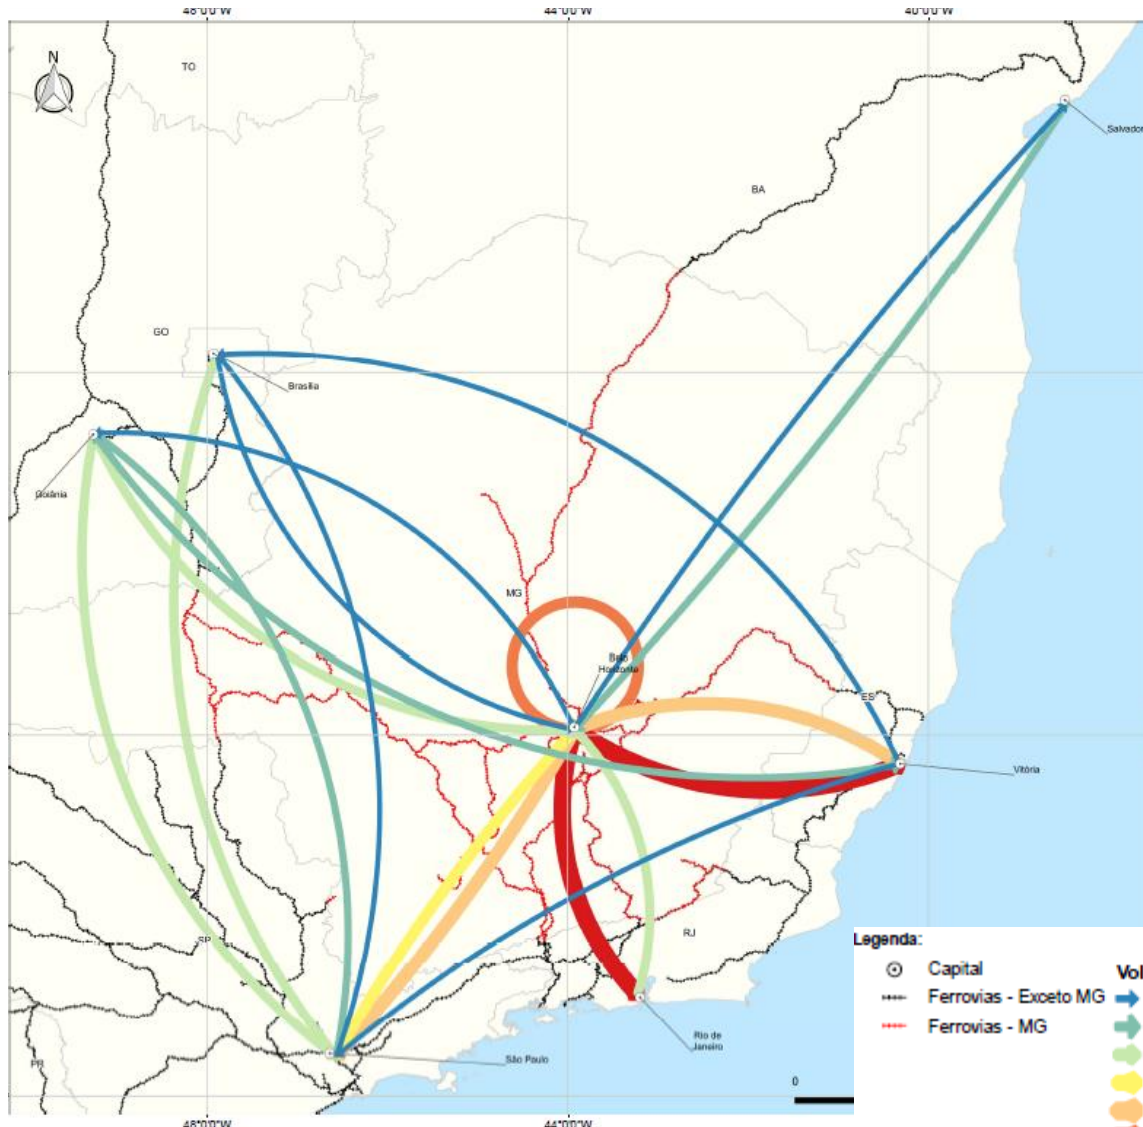 48°0'0"W
44°0'0"W
40°0'0"W
N
TO
Salvador
BA
GO
Brasília
Goiânia
MG
Belo
Horizonte
ES
Vitória
SP
RJ
Rio de
Janeiro
São Paulo
PR
Legenda:
Capital
Vol
Ferrovias - Exceto MG
Ferrovias - MG
0
48°0'0"W
44°0'0"W